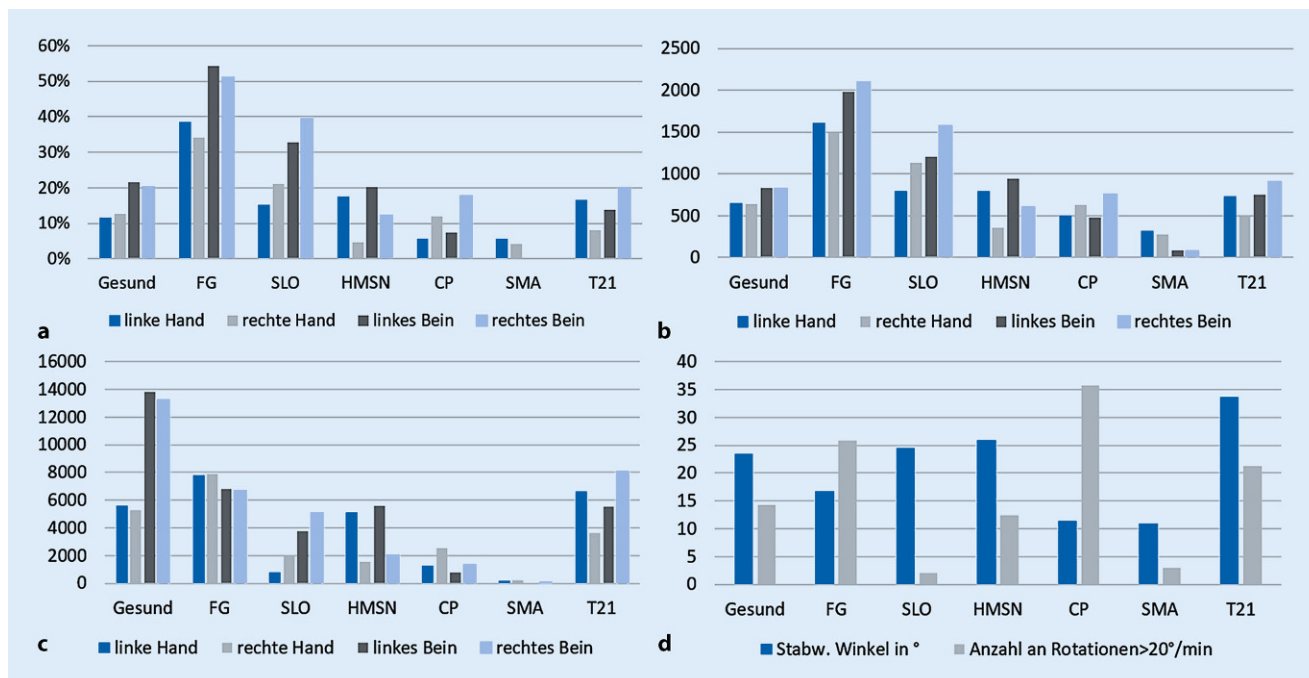 60%
50%
40%
30%
20%
10%
0%
Gesund FG SLO HMSN CP SMA T21
linke Hand rechte Hand linkes Bein rechtes Bein
a
2500
2000
1500
1000
500
0
Gesund FG SLO HMSN CP SMA T21
linke Hand rechte Hand linkes Bein rechtes Bein
b
16000
14000
12000
10000
8000
6000
4000
2000
0
Gesund FG SLO HMSN CP SMA T21
linke Hand rechte Hand linkes Bein rechtes Bein
c
40
35
30
25
20
15
10
5
0
Gesund FG SLO HMSN CP SMA T21
Stabw. Winkel in ° Anzahl an Rotationen>20°/min
d